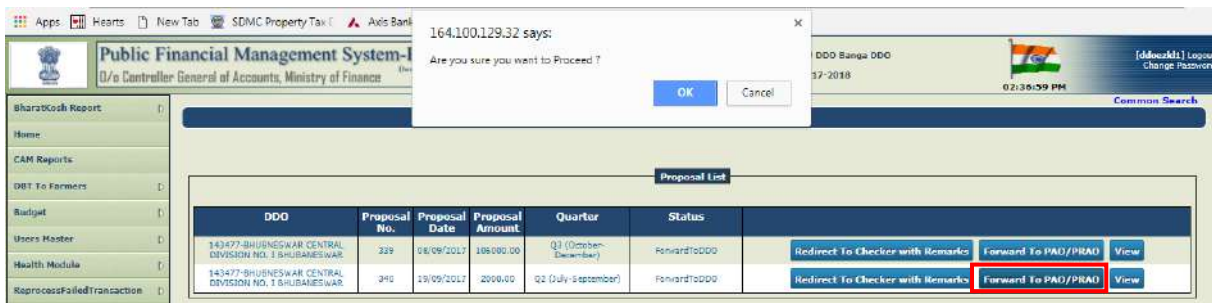 Apps Hearts New Tab SDMC Property Tax Axis Bank
164.100.129.32 says:
Are you sure you want to Proceed ?
OK Cancel
Public Financial Management System-
O/o Controller General of Accounts, Ministry of Finance
DDO Banga DDO
17-2018
02:36:59 PM
[ddoezld1] Logou
Change Passwor
Common Search
BharatKosh Report
Home
CAM Reports
DBT To Farmers
Budget
Users Master
Health Module
ReprocessFailedTransaction
Proposal List
DDO Proposal No. Proposal Date Proposal Amount Quarter Status
143477-BHUBNESWAR CENTRAL DIVISION NO. I BHUBANESWAR 339 08/09/2017 Q3 (October-December) ForwardToDDO Redirect To Checker with Remarks Forward To PAO/PRAO View
143477-BHUBNESWAR CENTRAL DIVISION NO. I BHUBANESWAR 340 19/09/2017 2000.00 Q2 (July-September) ForwardToDDO Redirect To Checker with Remarks Forward To PAO/PRAO View